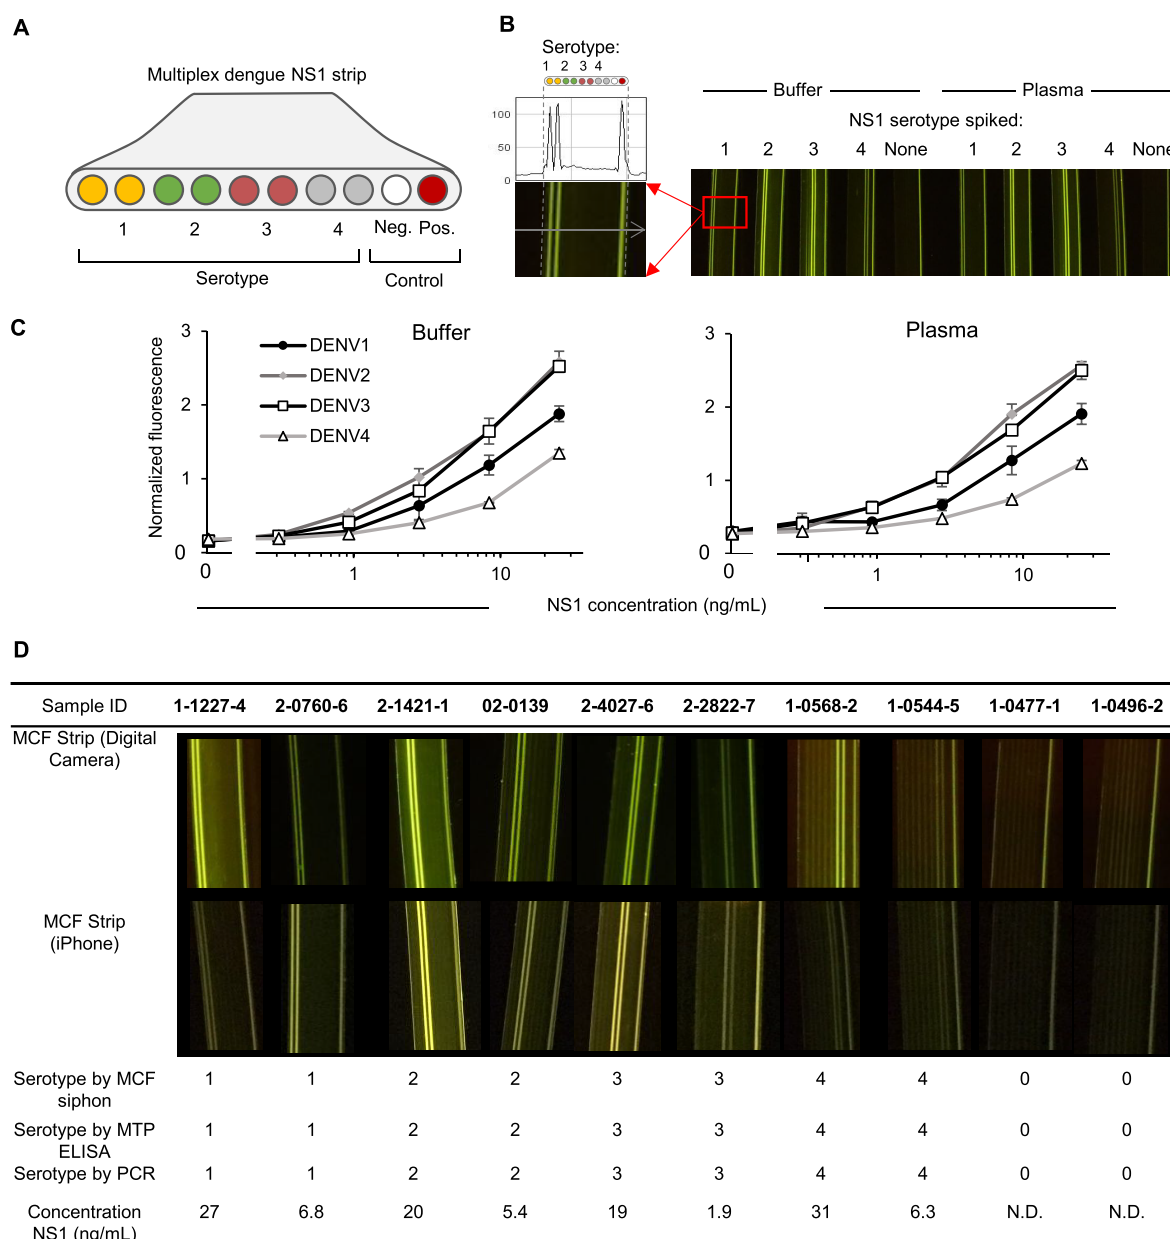 A
Multiplex dengue NS1 strip
1 2 3 4 Neg. Pos.
Serotype Control
B
Serotype:
1 2 3 4
100
50
0
Buffer Plasma
NS1 serotype spiked:
1 2 3 4 None 1 2 3 4 None
C
Buffer
Normalized fluorescence
3
2
1
0
DENV1
DENV2
DENV3
DENV4
0 1 10
Plasma
3
2
1
0
0 1 10
NS1 concentration (ng/mL)
D
Sample ID 1-1227-4 2-0760-6 2-1421-1 02-0139 2-4027-6 2-2822-7 1-0568-2 1-0544-5 1-0477-1 1-0496-2
MCF Strip (Digital
Camera)
MCF Strip
(iPhone)
Serotype by MCF 1 1 2 2 3 3 4 4 0 0
siphon
Serotype by MTP 1 1 2 2 3 3 4 4 0 0
ELISA
Serotype by PCR 1 1 2 2 3 3 4 4 0 0
Concentration 27 6.8 20 5.4 19 1.9 31 6.3 N.D. N.D.
NS1 (ng/mL)